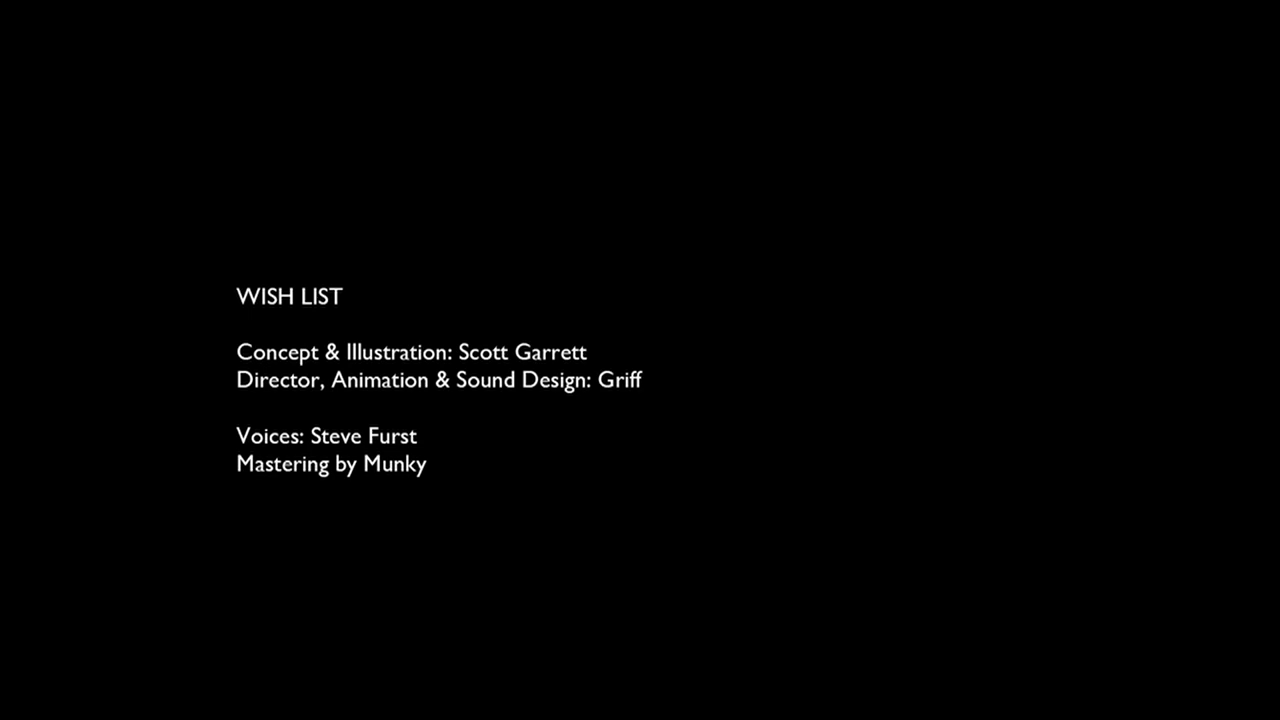 WISH LIST
Concept & Illustration: Scott Garrett
Director, Animation & Sound Design: Griff
Voices: Steve Furst
Mastering by Munky